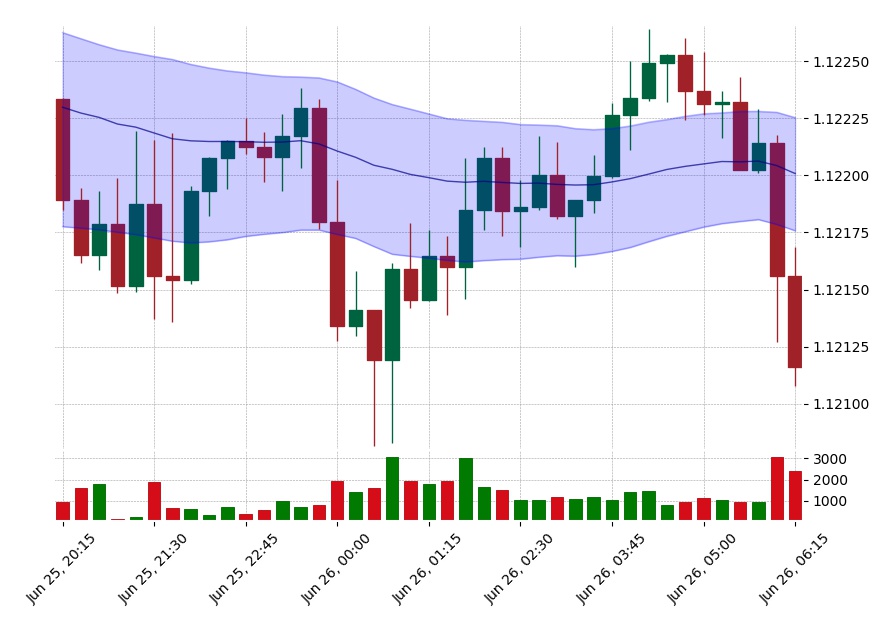 1.12250
1.12225
1.12200
1.12175
1.12150
1.12125
1.12100
3000
2000
1000
Jun 25, 20:15
Jun 25, 21:30
Jun 25, 22:45
Jun 26, 00:00
Jun 26, 01:15
Jun 26, 02:30
Jun 26, 03:45
Jun 26, 05:00
Jun 26, 06:15